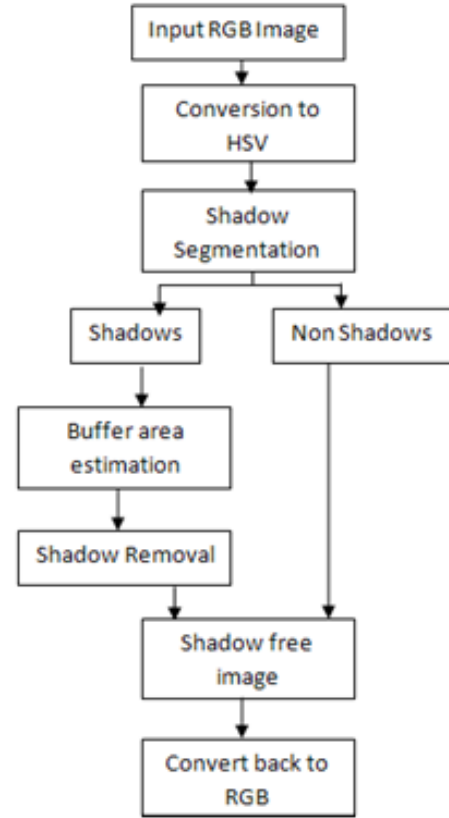 Input RGB Image
Conversion to
HSV
Shadow
Segmentation
Shadows
Non Shadows
Buffer area
estimation
Shadow Removal
Shadow free
image
Convert back to
RGB